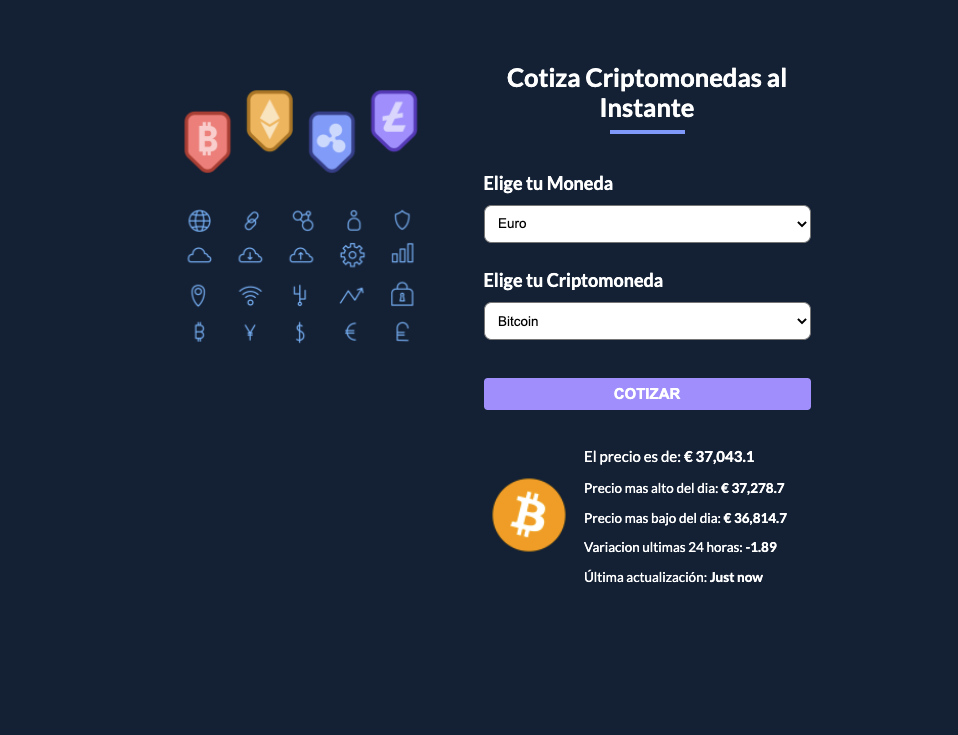 Cotiza Criptomonedas al
Instante
Elige tu Moneda
Euro
Elige tu Criptomoneda
Bitcoin
COTIZAR
El precio es de: € 37,043.1
Precio mas alto del dia: € 37,278.7
Precio mas bajo del dia: € 36,814.7
Variacion ultimas 24 horas: -1.89
Última actualización: Just now